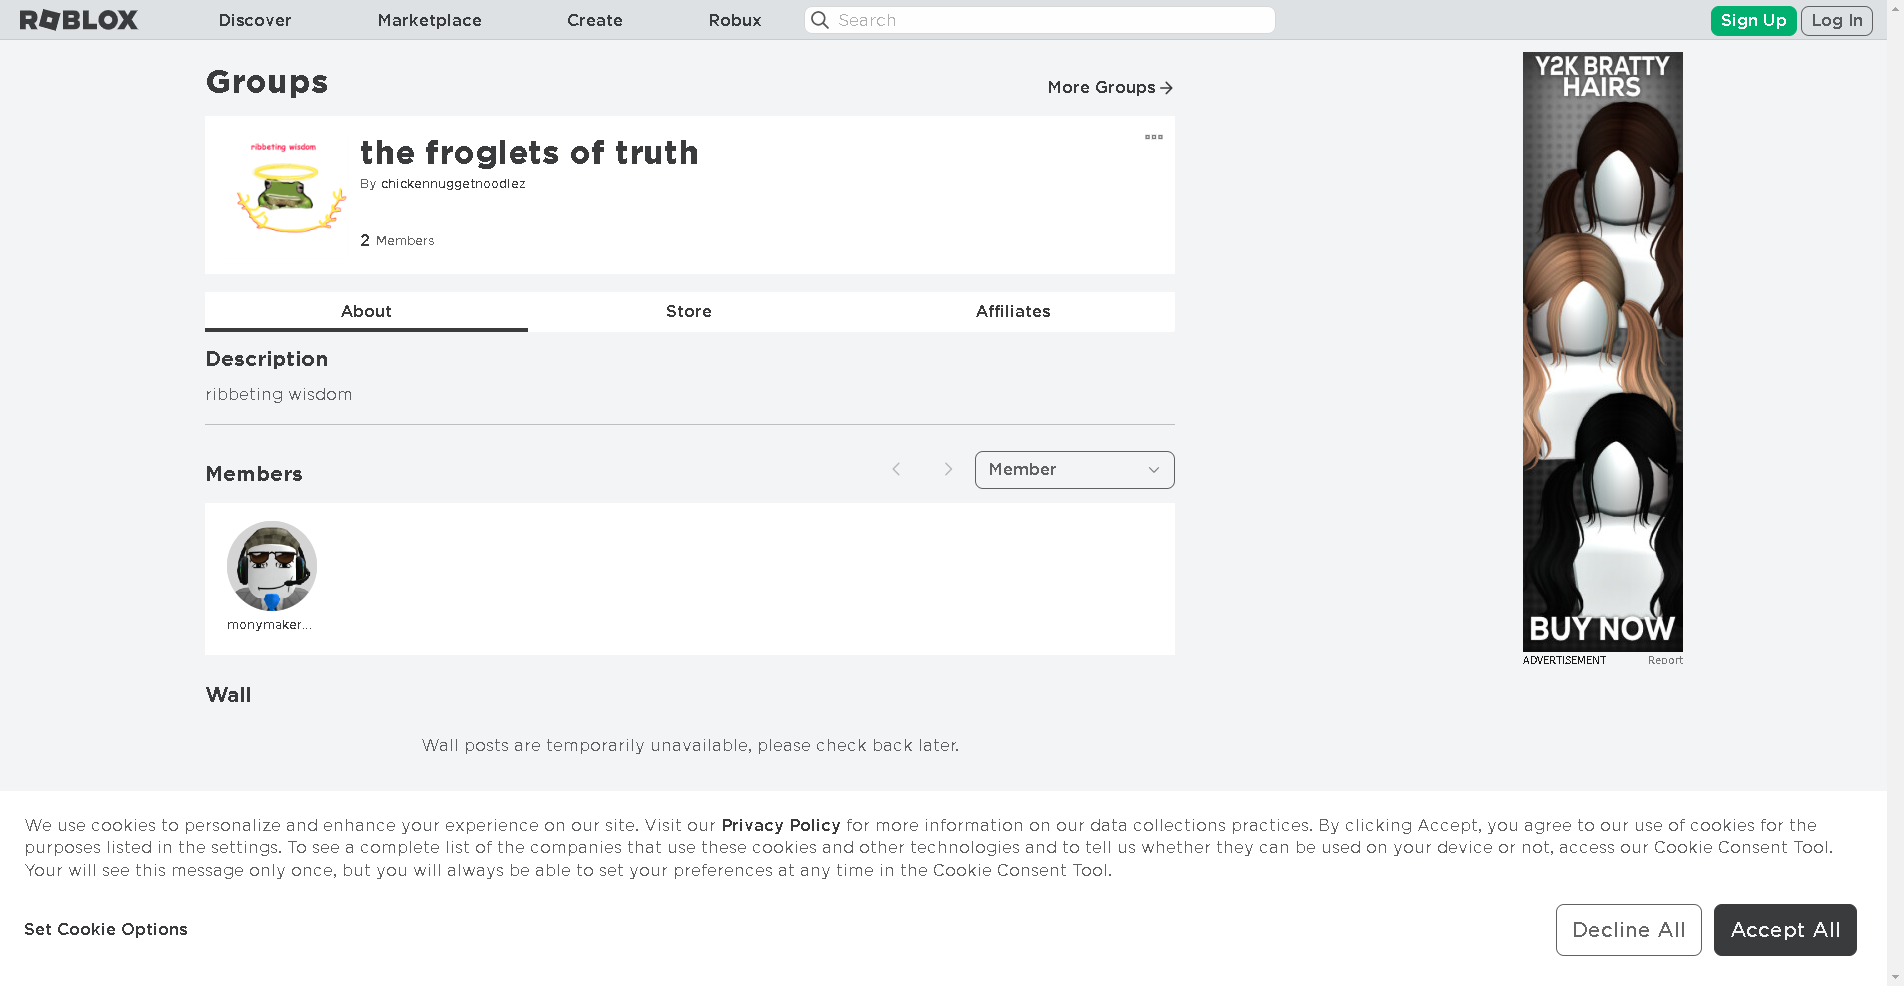 ROBLOX
Discover
Marketplace
Create
Robux
Search
Sign Up
Log In
Groups
More Groups
ribbeting wisdom
the froglets of truth
By chickennuggetnoodlez
2 Members
About
Store
Affiliates
Description
ribbeting wisdom
Members
Member
monymaker...
Wall
Wall posts are temporarily unavailable, please check back later.
Y2K BRATTY
HAIRS
BUY NOW
ADVERTISEMENT
Report
We use cookies to personalize and enhance your experience on our site. Visit our Privacy Policy for more information on our data collections practices. By clicking Accept, you agree to our use of cookies for the
purposes listed in the settings. To see a complete list of the companies that use these cookies and other technologies and to tell us whether they can be used on your device or not, access our Cookie Consent Tool.
Your will see this message only once, but you will always be able to set your preferences at any time in the Cookie Consent Tool.
Set Cookie Options
Decline All
Accept All